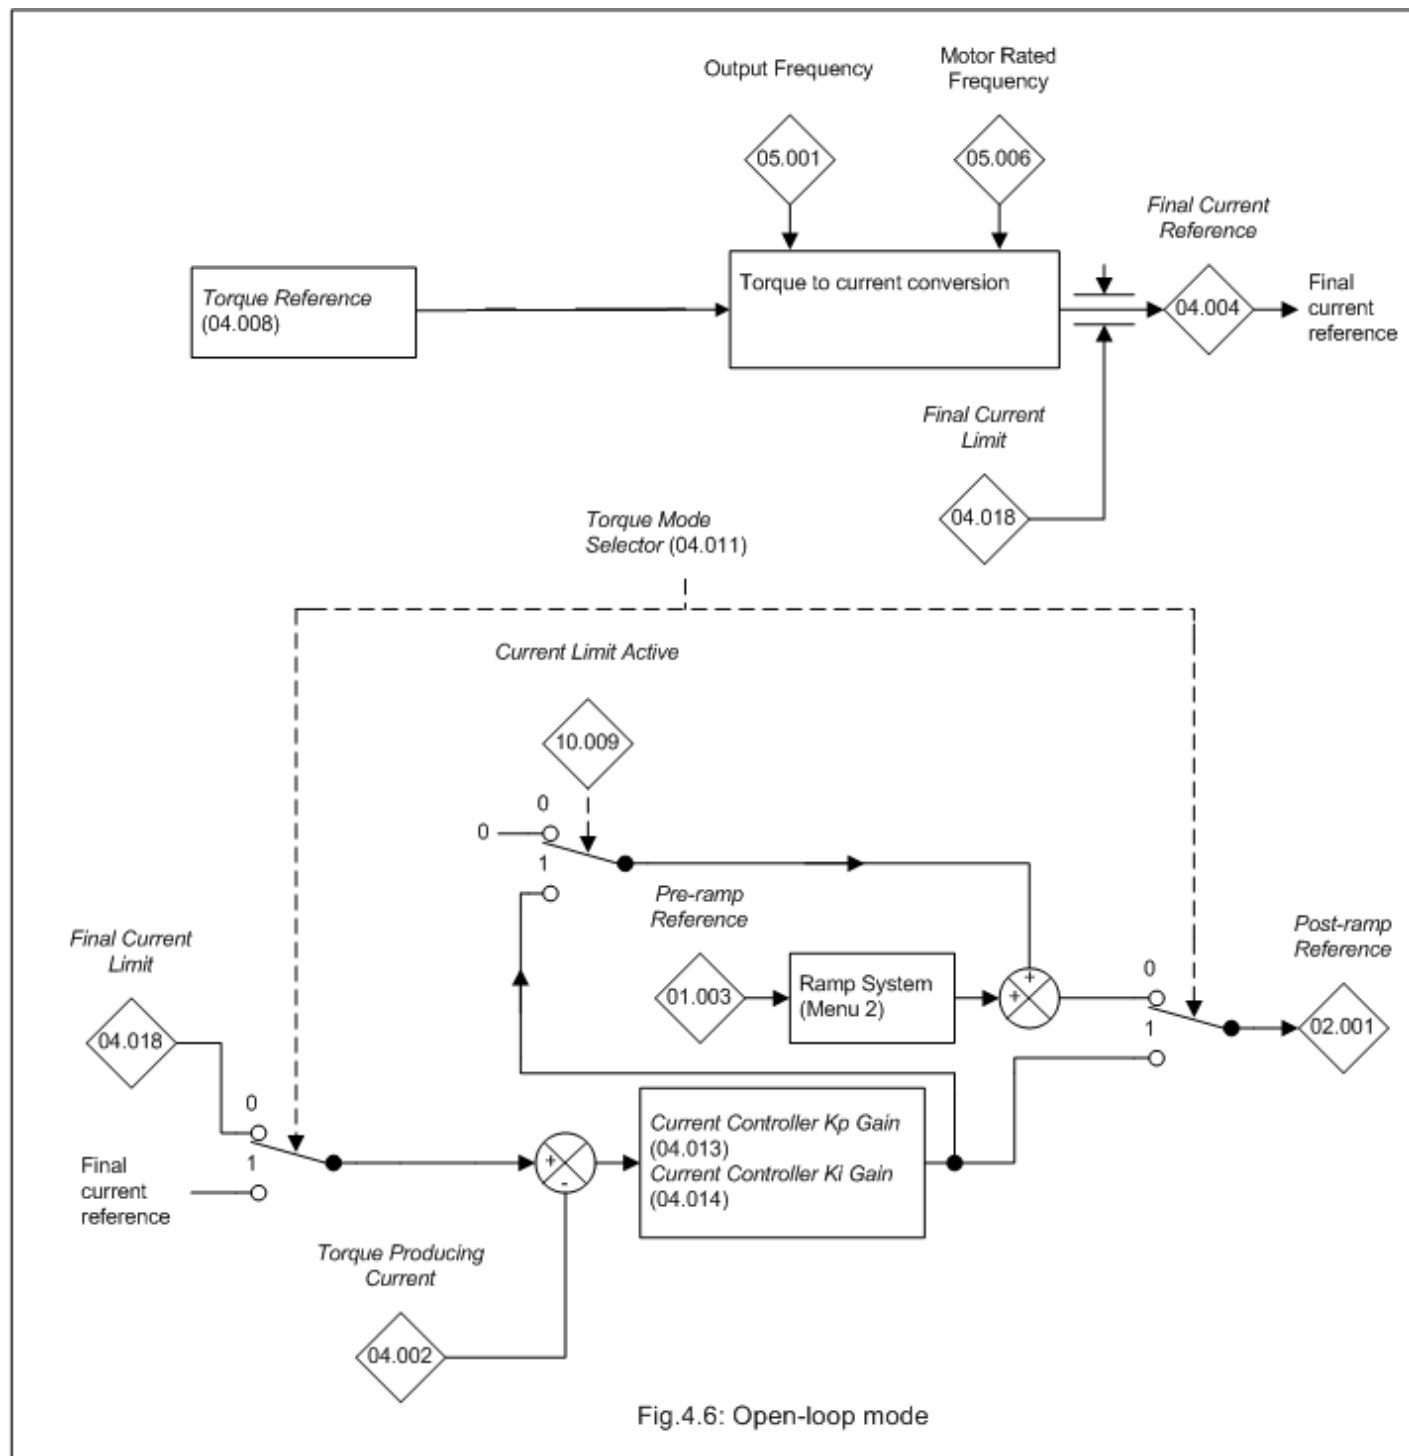 Output Frequency
Motor Rated
Frequency
05.001
05.006
Final Current
Reference
Torque Reference
(04.008)
Torque to current conversion
04.004
Final
current
reference
Final Current
Limit
04.018
Torque Mode
Selector (04.011)
Current Limit Active
10.009
0
0
1
Pre-ramp
Reference
01.003
Ramp System
(Menu 2)
+
+
Post-ramp
Reference
0
1
02.001
Final Current
Limit
04.018
0
1
Final
current
reference
+
-
Current Controller Kp Gain
(04.013)
Current Controller Ki Gain
(04.014)
Torque Producing
Current
04.002
Fig.4.6: Open-loop mode